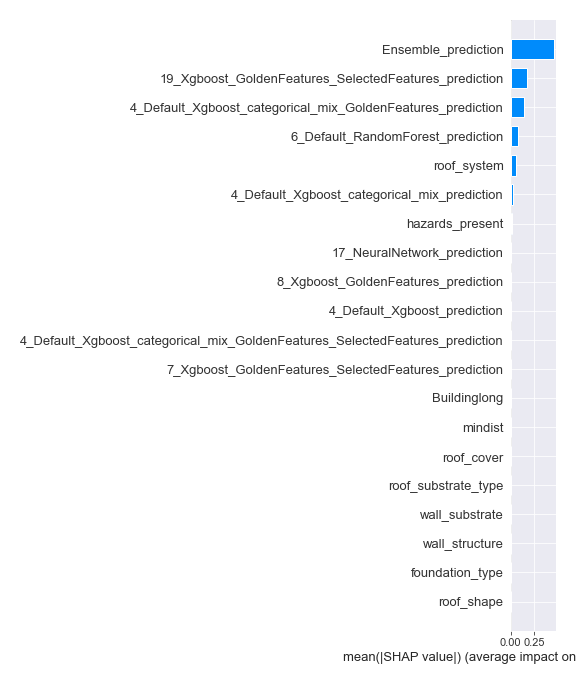 Ensemble_prediction
19_Xgboost_GoldenFeatures_SelectedFeatures_prediction
4_Default_Xgboost_categorical_mix_GoldenFeatures_prediction
6_Default_RandomForest_prediction
roof_system
4_Default_Xgboost_categorical_mix_prediction
hazards_present
17_NeuralNetwork_prediction
8_Xgboost_GoldenFeatures_prediction
4_Default_Xgboost_prediction
4_Default_Xgboost_categorical_mix_GoldenFeatures_SelectedFeatures_prediction
7_Xgboost_GoldenFeatures_SelectedFeatures_prediction
Buildinglong
mindist
roof_cover
roof_substrate_type
wall_substrate
wall_structure
foundation_type
roof_shape
0.00 0.25
mean(|SHAP value|) (average impact on